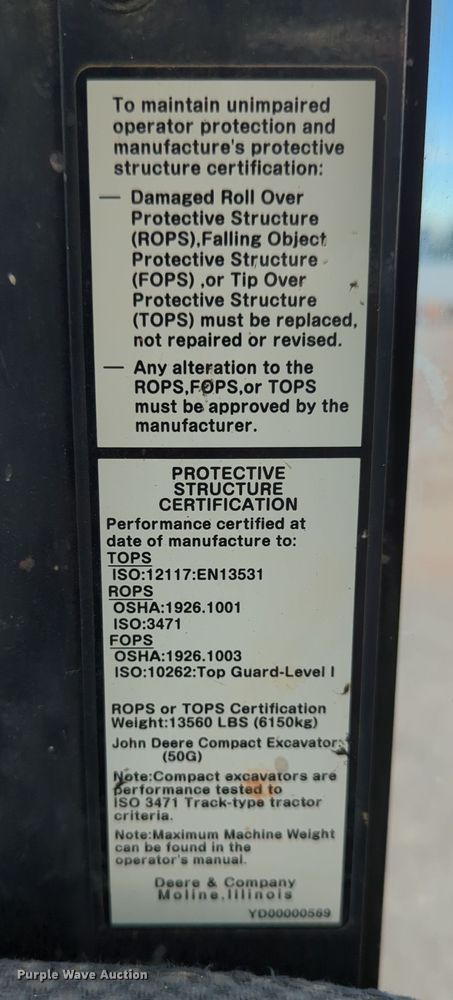 To maintain unimpaired
operator protection and
manufacture's protective
structure certification:
— Damaged Roll Over
Protective Structure
(ROPS),Falling Object
Protective Structure
(FOPS) ,or Tip Over
Protective Structure
(TOPS) must be replaced,
not repaired or revised.
— Any alteration to the
ROPS,FOPS,or TOPS
must be approved by the
manufacturer.
PROTECTIVE
STRUCTURE
CERTIFICATION
Performance certified at
date of manufacture to:
TOPS
ISO:12117:EN13531
ROPS
OSHA:1926.1001
ISO:3471
FOPS
OSHA:1926.1003
ISO:10262:Top Guard-Level I
ROPS or TOPS Certification
Weight:13560 LBS (6150kg)
John Deere Compact Excavator:
(50G)
Note:Compact excavators are
performance tested to
ISO 3471 Track-type tractor
criteria.
Note:Maximum Machine Weight
can be found in the
operator's manual.
Deere & Company
Moline,Illinois
YD00000569
Purple Wave Auction